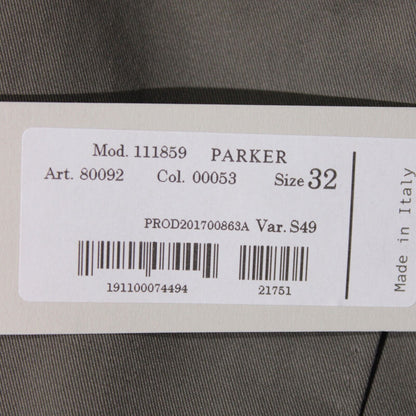 Mod. 111859 PARKER
Art. 80092 Col. 00053 Size 32
PROD201700863A Var. S49
191100074494 21751
Made in Italy